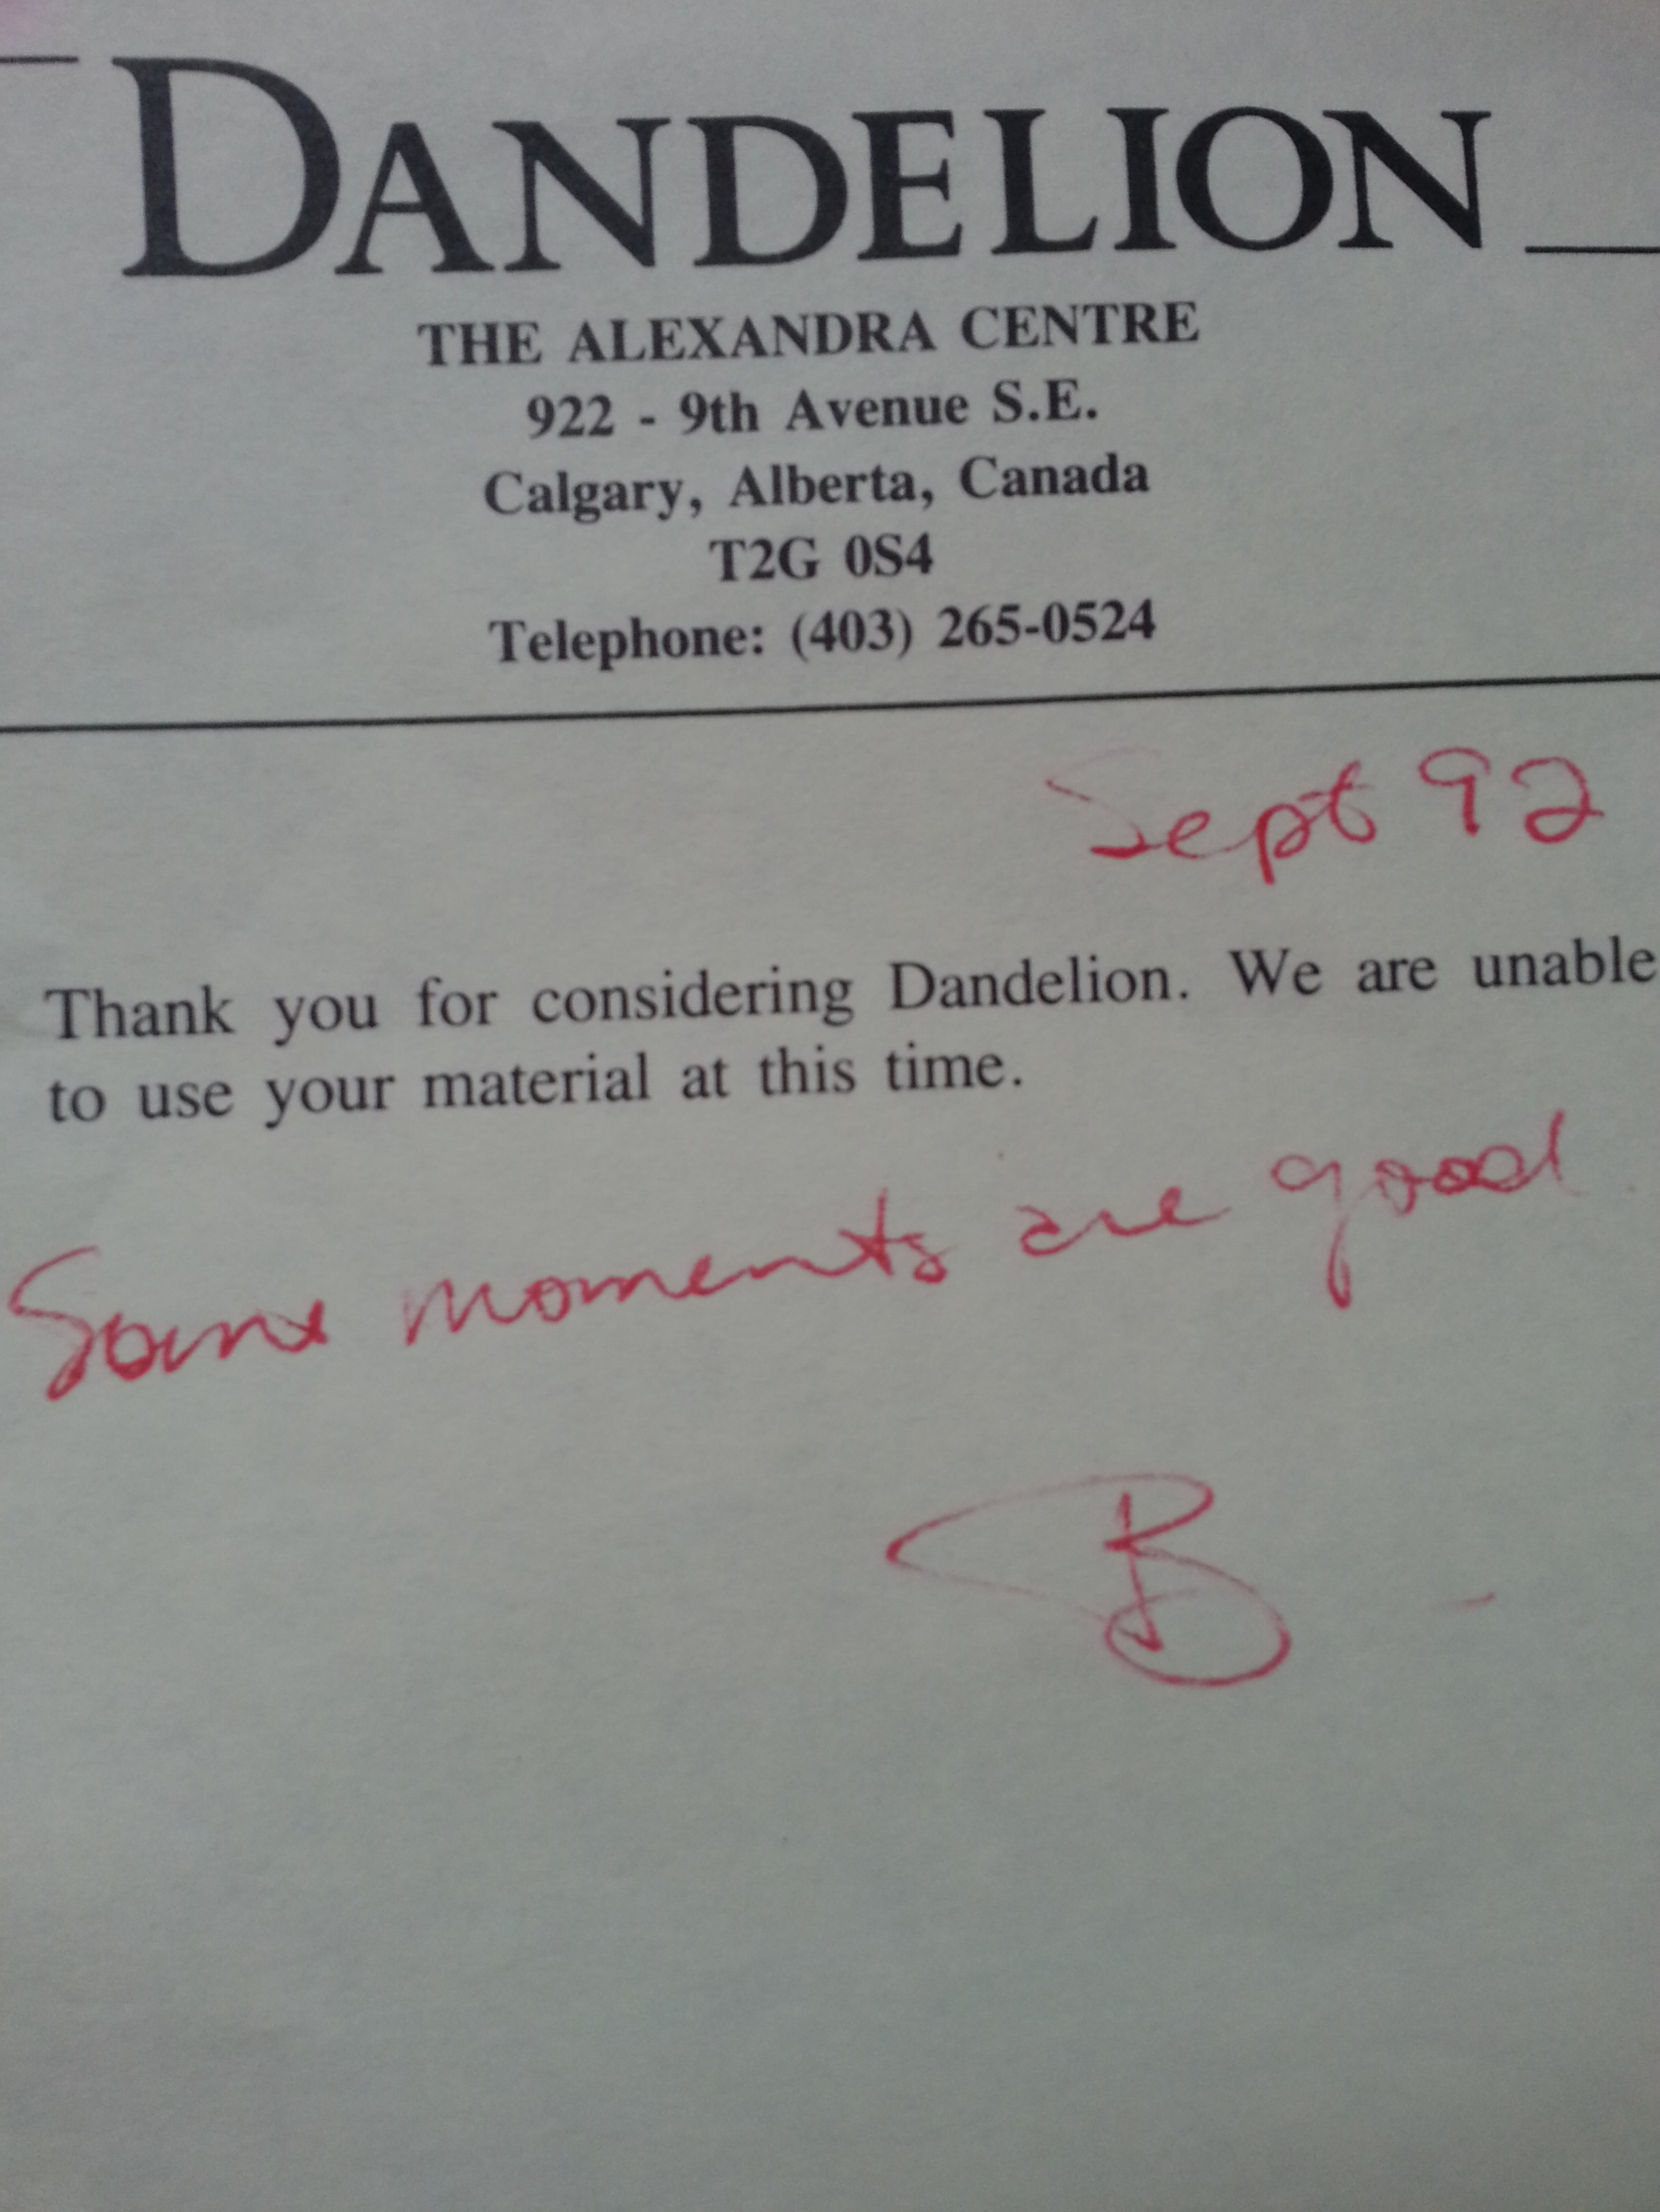 DANDELION
THE ALEXANDRA CENTRE
922 - 9th Avenue S.E.
Calgary, Alberta, Canada
T2G 0S4
Telephone: (403) 265-0524
Sept 92
Thank you for considering Dandelion. We are unable
to use your material at this time.
Some moments are good
B